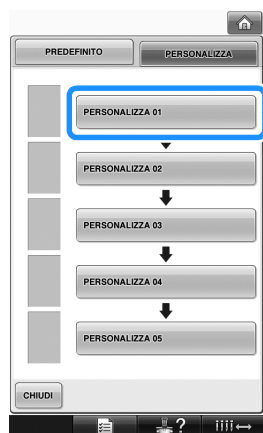 PREDEFINITO
PERSONALIZZA
PERSONALIZZA 01
PERSONALIZZA 02
PERSONALIZZA 03
PERSONALIZZA 04
PERSONALIZZA 05
CHIUDI
?